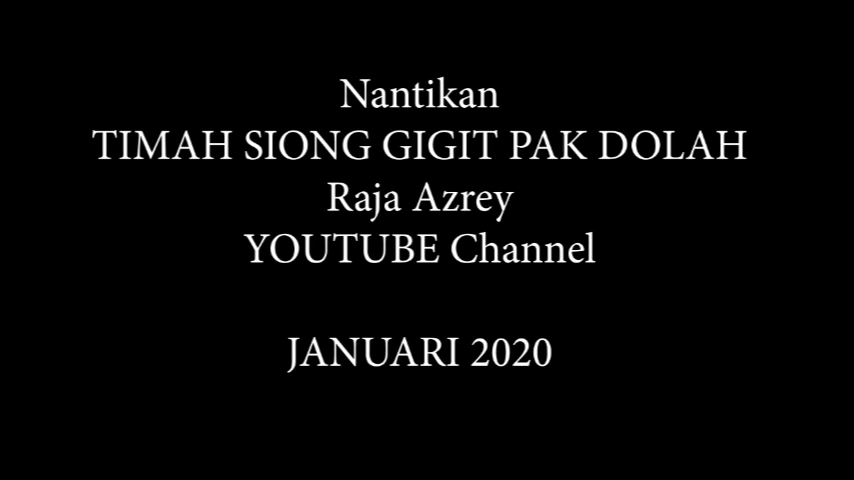 Nantikan
TIMAH SIONG GIGIT PAK DOLAH
Raja Azrey
YOUTUBE Channel
JANUARI 2020